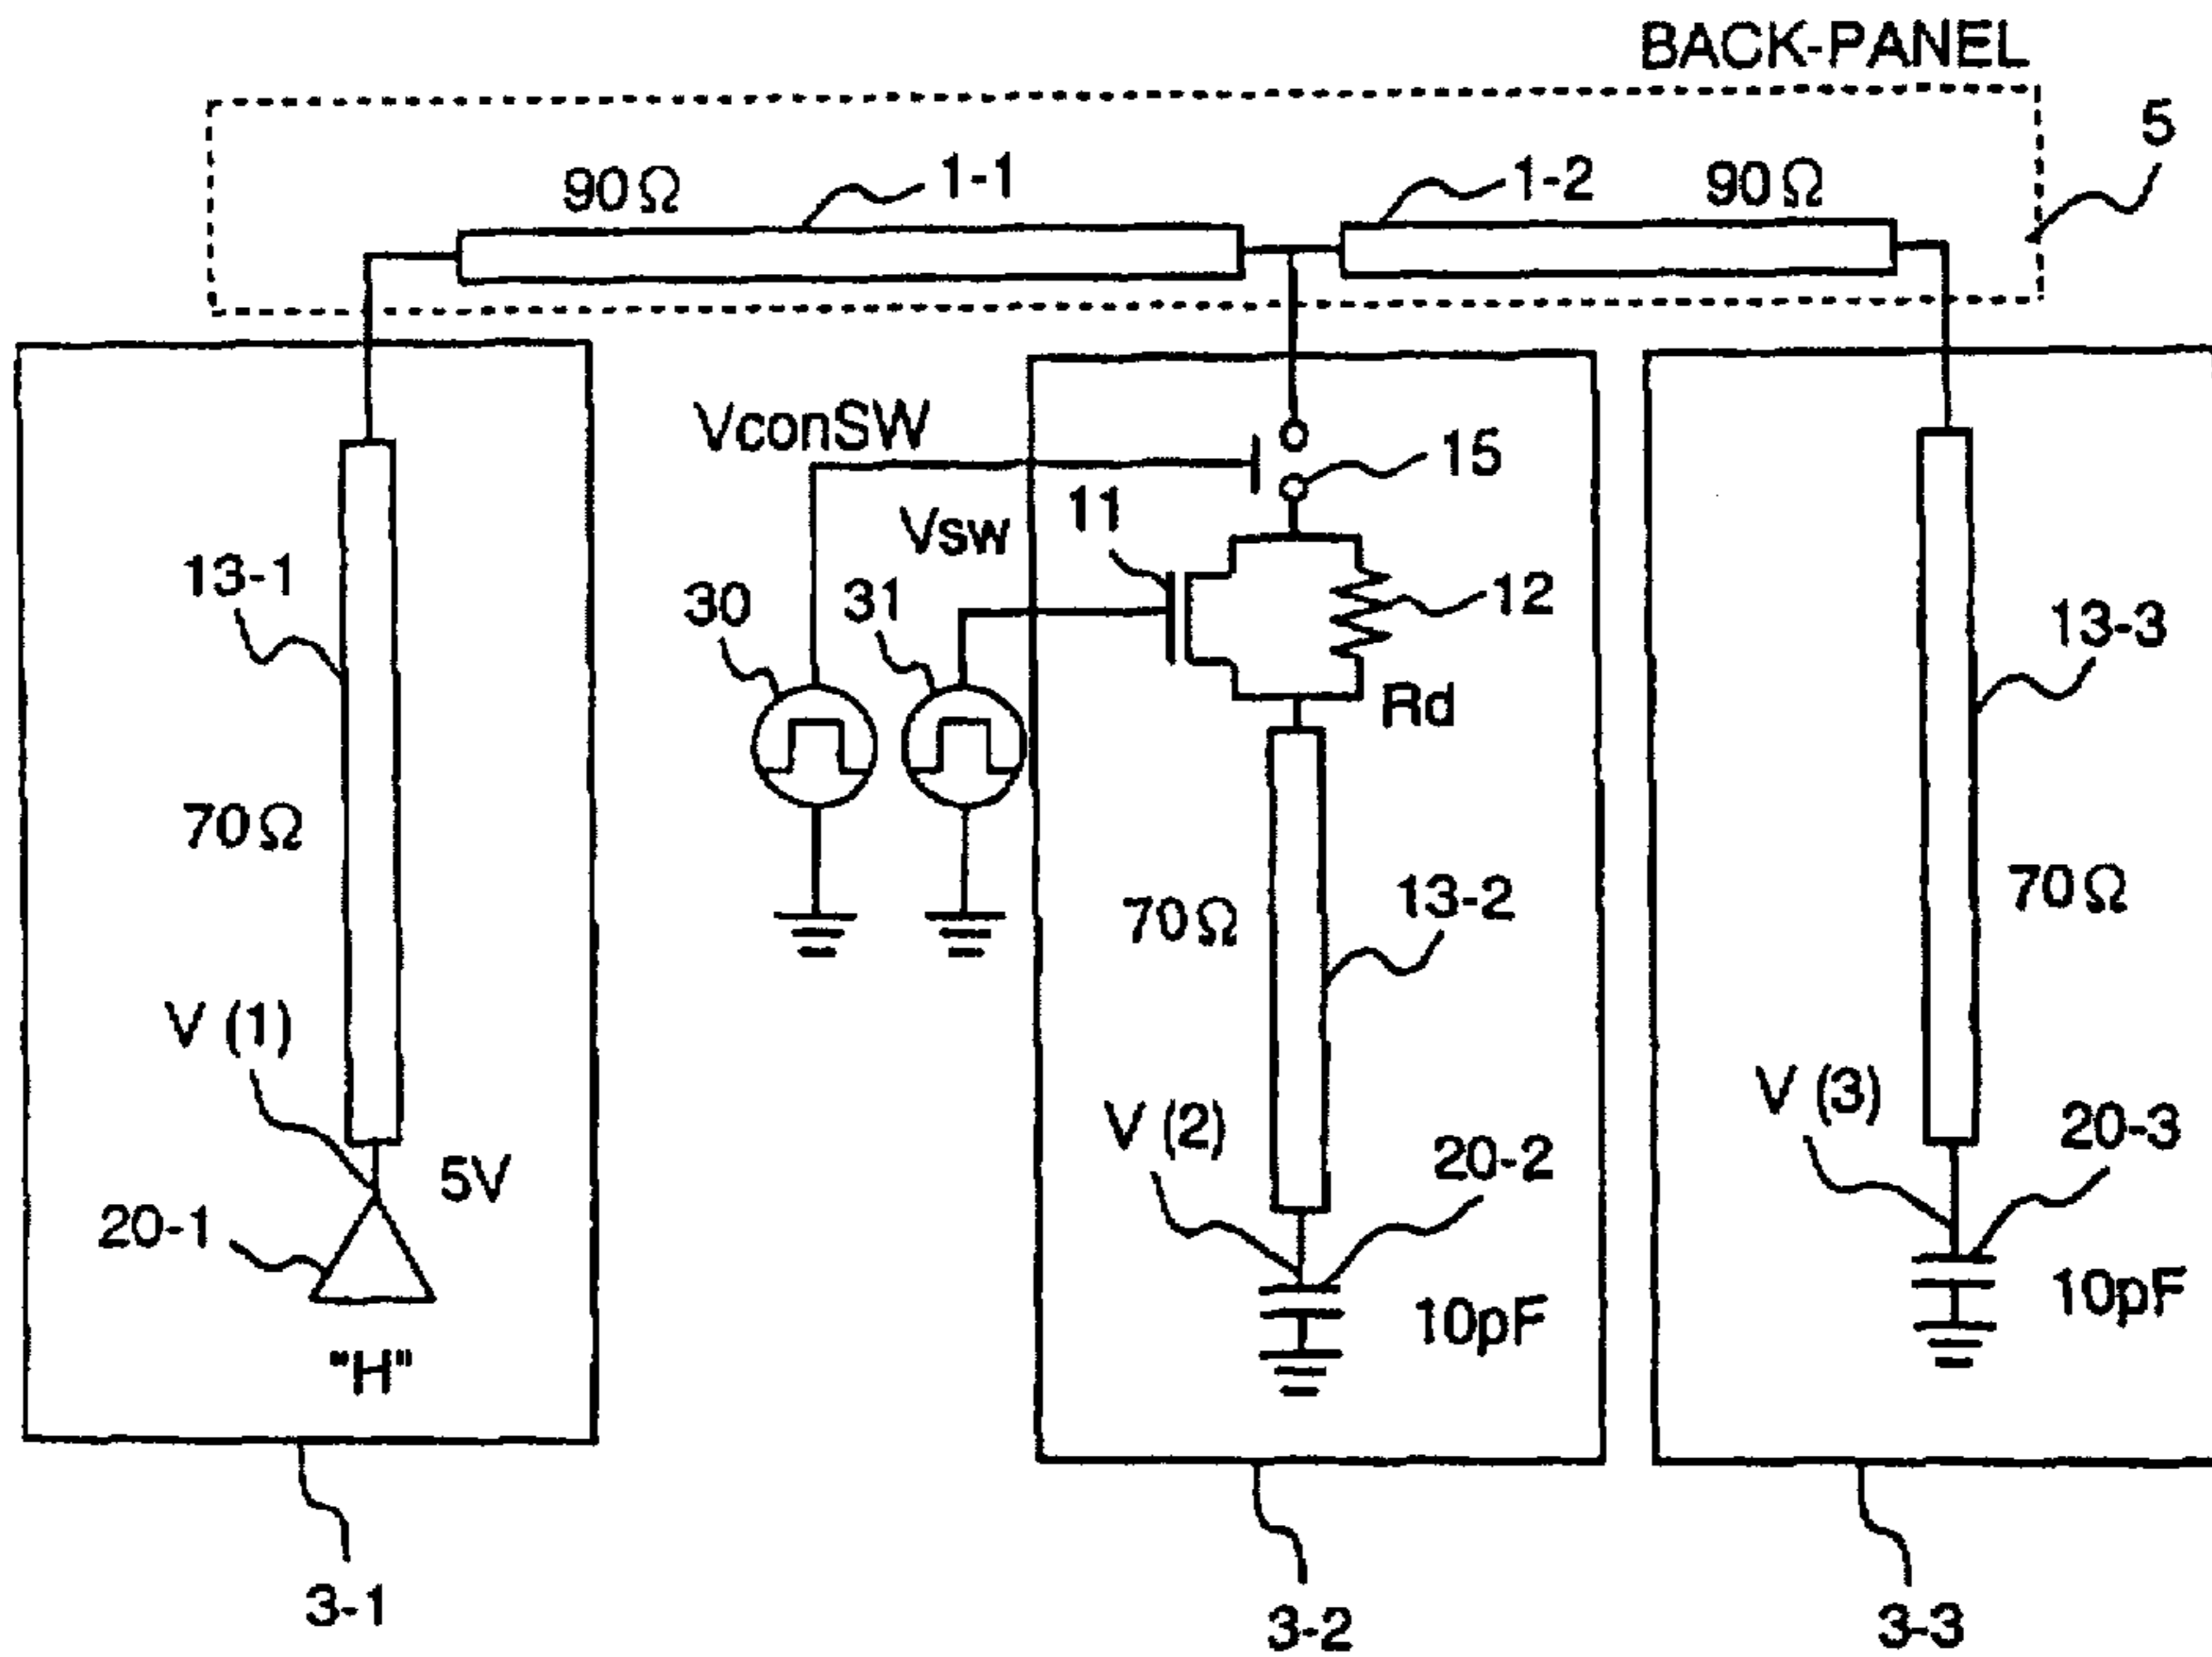 BACK-PANEL
5
90Ω
1-1
1-2
90Ω
VconSW
15
11
Vsw
13-1
30
31
12
13-3
Rd
70Ω
70Ω
13-2
70Ω
V (1)
V (2)
V (3)
20-1
5V
20-2
20-3
10pF
10pF
"H"
3-1
3-2
3-3